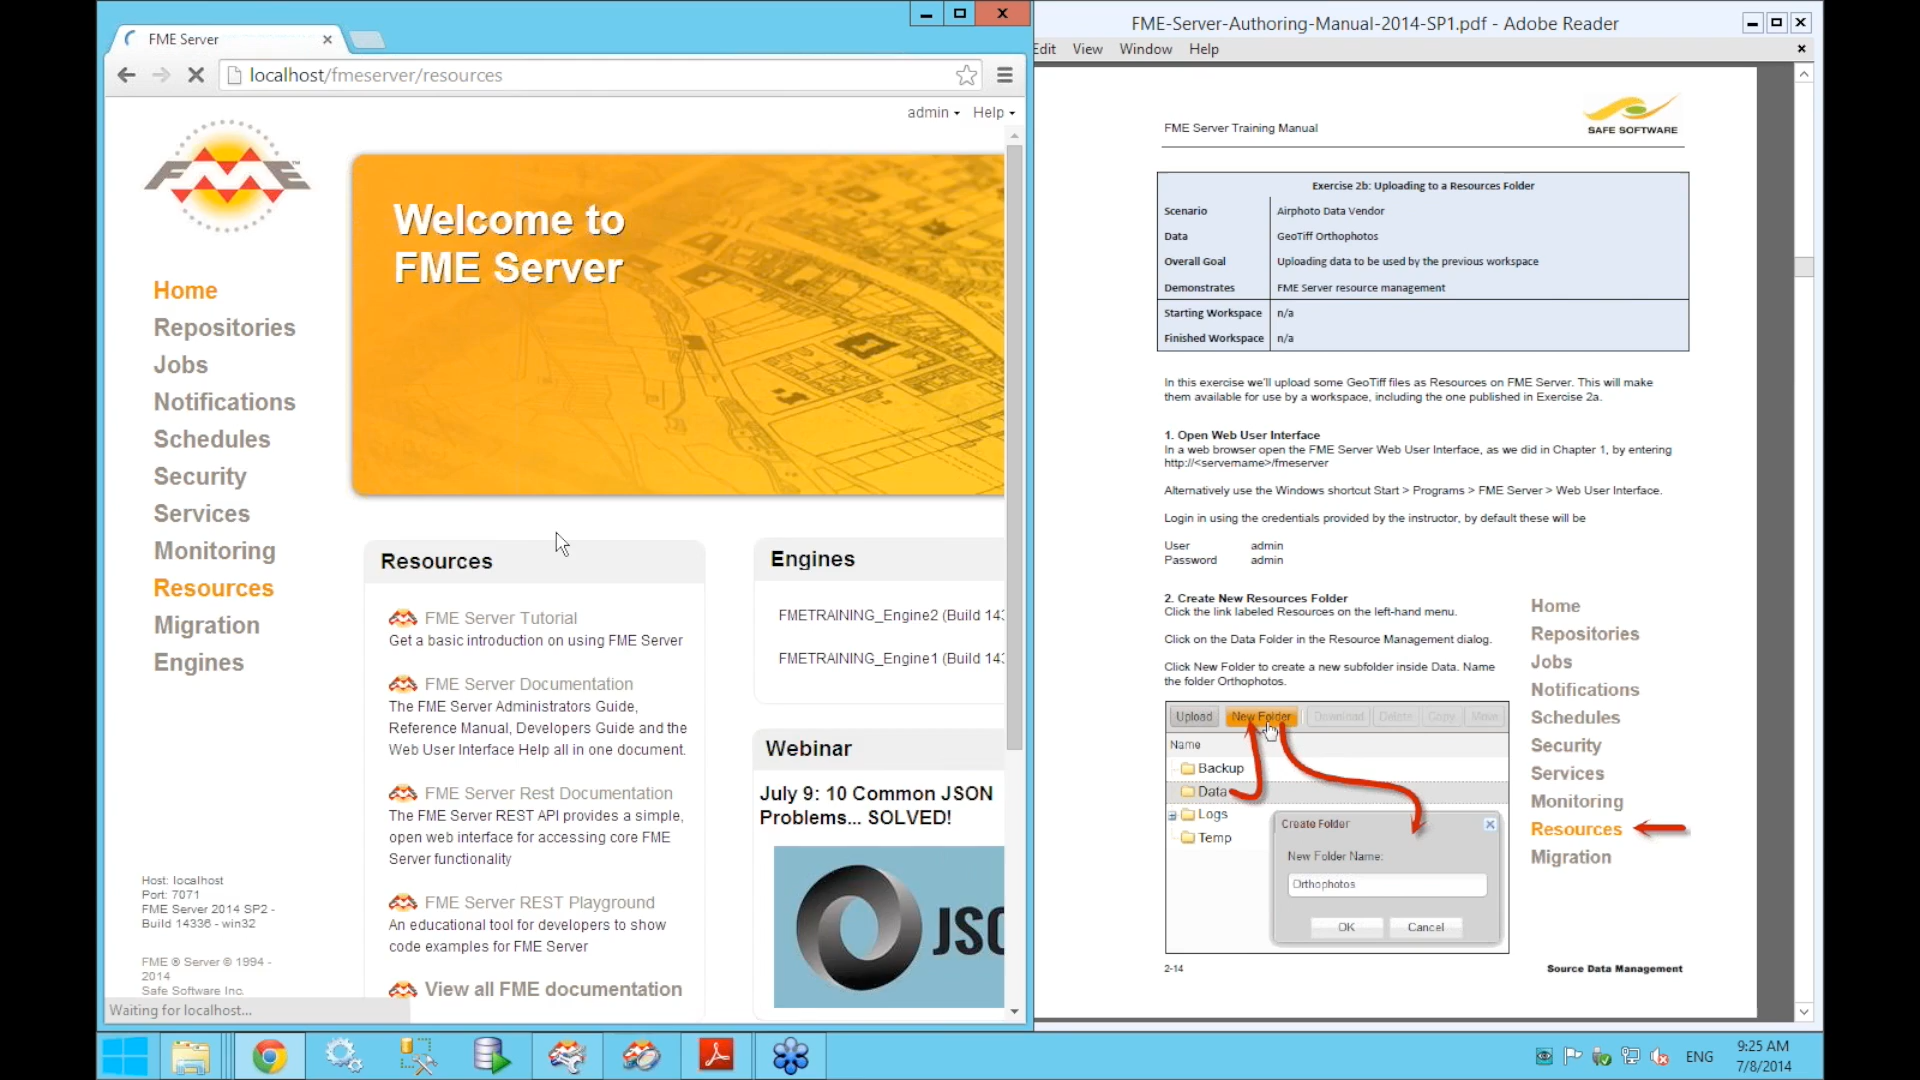 FME Server
localhost/fmeserver/resources
admin
Help
FME
Welcome to
FME Server
Home
Repositories
Jobs
Notifications
Schedules
Security
Services
Monitoring
Resources
Migration
Engines
Host: localhost
Port: 7071
FME Server 2014 SP2 -
Build 14336 - win32
FME ® Server © 1994 -
2014
Safe Software Inc.
Waiting for localhost...
Resources
FME Server Tutorial
Get a basic introduction on using FME Server
FME Server Documentation
The FME Server Administrators Guide,
Reference Manual, Developers Guide and the
Web User Interface Help all in one document.
FME Server Rest Documentation
The FME Server REST API provides a simple,
open web interface for accessing core FME
Server functionality
FME Server REST Playground
An educational tool for developers to show
code examples for FME Server
View all FME documentation
Engines
FMETRAINING_Engine2 (Build 143
FMETRAINING_Engine1 (Build 143
Webinar
July 9: 10 Common JSON
Problems... SOLVED!
JSO
FME-Server-Authoring-Manual-2014-SP1.pdf - Adobe Reader
Edit View Window Help
FME Server Training Manual
SAFE SOFTWARE
Exercise 2b: Uploading to a Resources Folder
Scenario Airphoto Data Vendor
Data GeoTiff Orthophotos
Overall Goal Uploading data to be used by the previous workspace
Demonstrates FME Server resource management
Starting Workspace n/a
Finished Workspace n/a
In this exercise we'll upload some GeoTiff files as Resources on FME Server. This will make
them available for use by a workspace, including the one published in Exercise 2a.
1. Open Web User Interface
In a web browser open the FME Server Web User Interface, as we did in Chapter 1, by entering
http://<servername>/fmeserver
Alternatively use the Windows shortcut Start > Programs > FME Server > Web User Interface.
Login in using the credentials provided by the instructor, by default these will be
User admin
Password admin
2. Create New Resources Folder
Click the link labeled Resources on the left-hand menu.
Click on the Data Folder in the Resource Management dialog.
Click New Folder to create a new subfolder inside Data. Name
the folder Orthophotos.
Upload New Folder Download Delete Copy Move
Name
Backup
Data
Logs
Temp
Create Folder
New Folder Name:
Orthophotos
OK Cancel
Home
Repositories
Jobs
Notifications
Schedules
Security
Services
Monitoring
Resources
Migration
2-14 Source Data Management
ENG
9:25 AM
7/8/2014